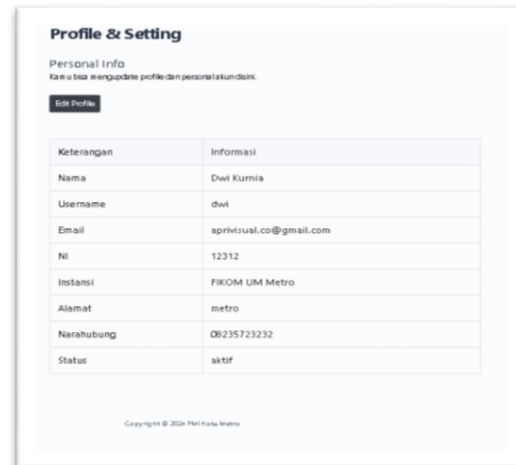 Profile & Setting
Personal Info
Kamu bisa mengupdate profile dan personal akun disini.
Edit Profile
Keterangan Informasi
Nama Dwi Kurnia
Username dwi
Email aprivisual.co@gmail.com
NI 12312
Instansi FIKOM UM Metro
Alamat metro
Narahubung 08235723232
Status aktif
Copyright © 2024 PMI Kota Metro